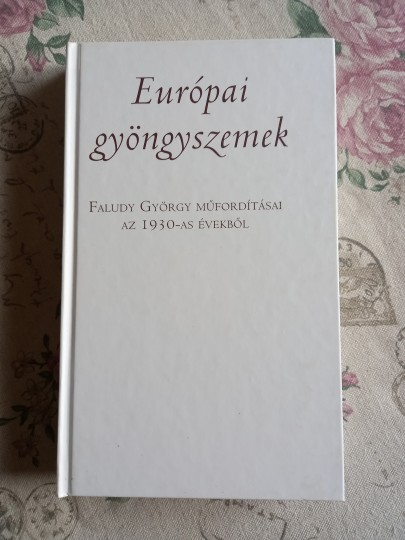 Európai
gyöngyszemek
Faludy György műfordításai
az 1930-as évekből